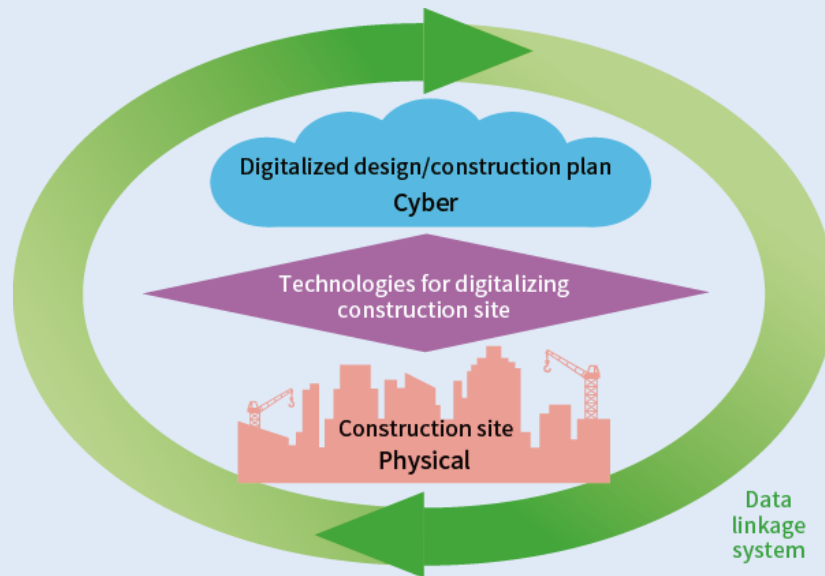 Digitalized design/construction plan
Cyber
Technologies for digitalizing
construction site
Construction site
Physical
Data
linkage
system